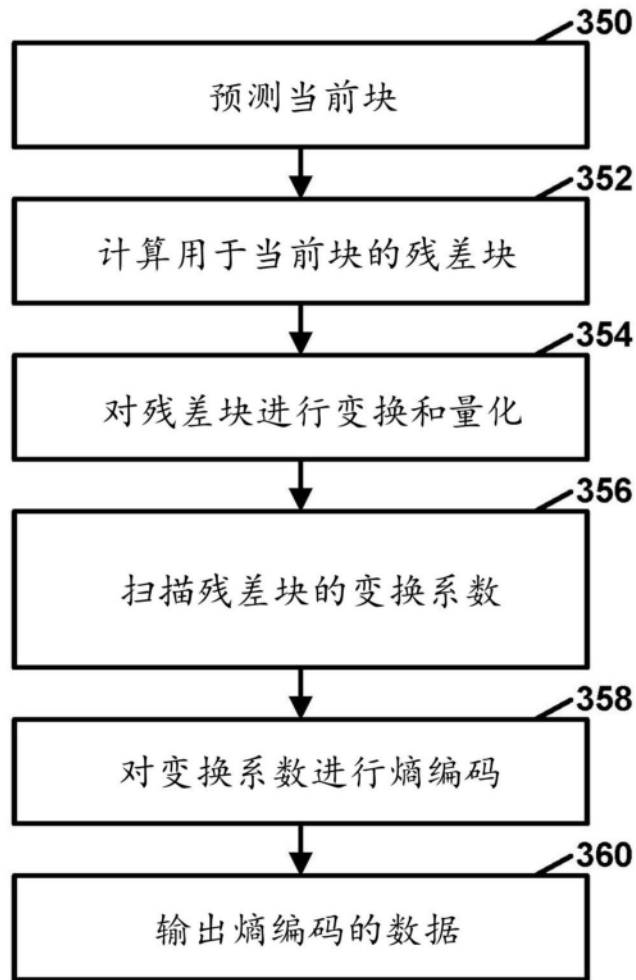 350
预测当前块
352
计算用于当前块的残差块
354
对残差块进行变换和量化
356
扫描残差块的变换系数
358
对变换系数进行熵编码
360
输出熵编码的数据